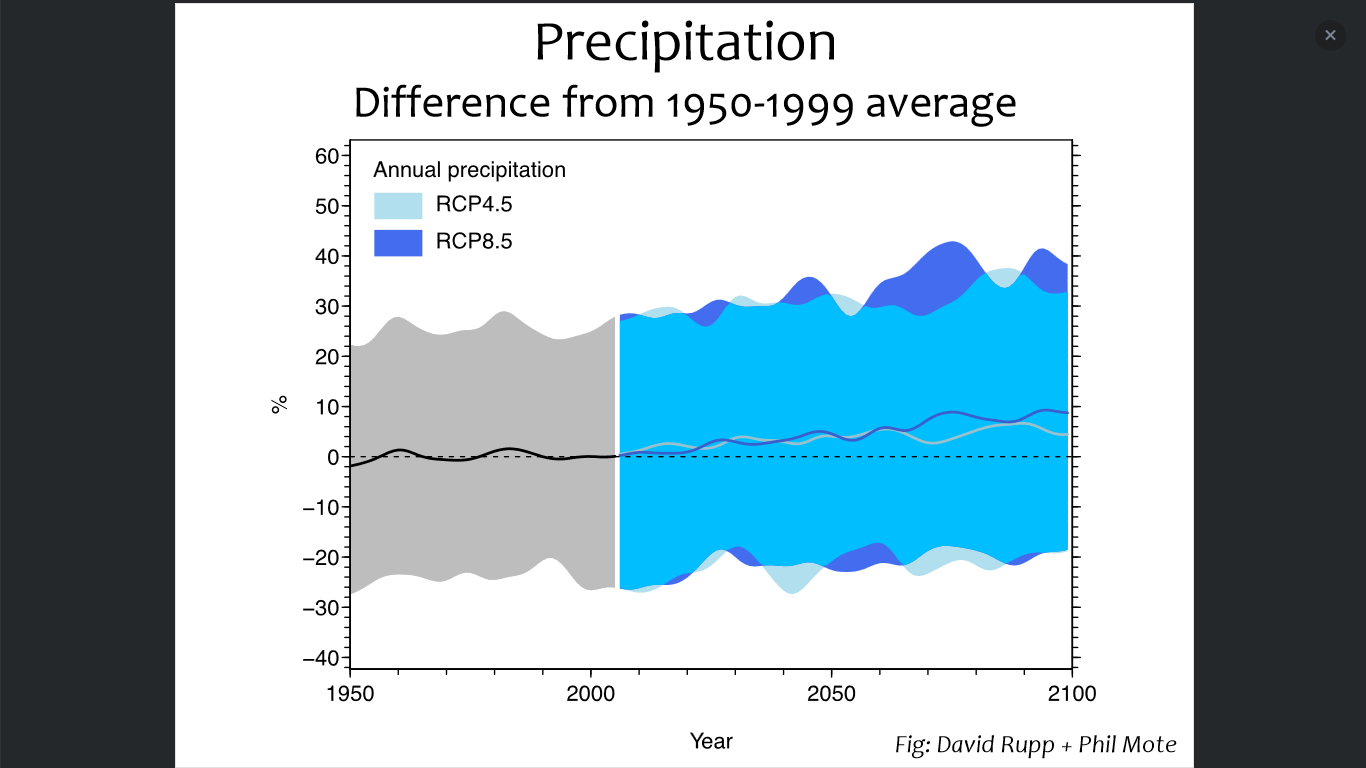 Precipitation
Difference from 1950-1999 average
Annual precipitation
RCP4.5
RCP8.5
60
50
40
30
20
10
0
−10
−20
−30
−40
%
1950 2000 2050 2100
Year
Fig: David Rupp + Phil Mote